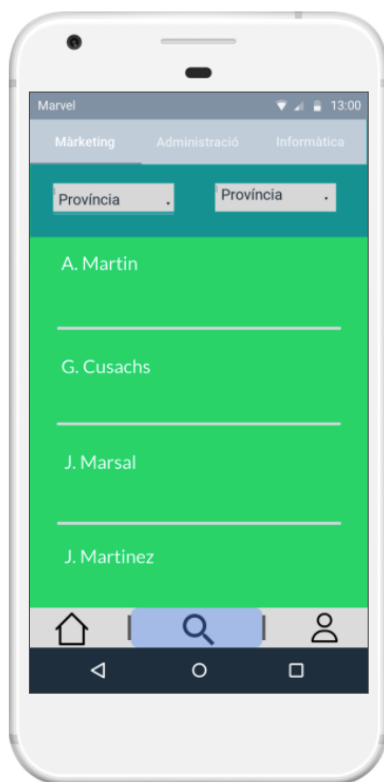 Marvel 13:00
Màrketing Administració Informàtica
Província Província
A. Martin
G. Cusachs
J. Marsal
J. Martinez